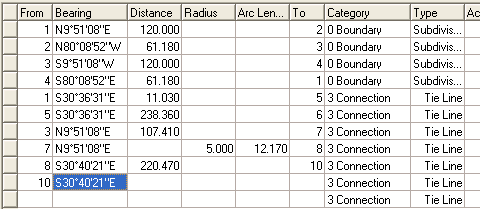 From Bearing Distance Radius Arc Len... To Category Type Ac
1 N9°51'08"E 120.000 2 0 Boundary Subdivis...
2 N80°08'52"W 61.180 3 0 Boundary Subdivis...
3 S9°51'08"W 120.000 4 0 Boundary Subdivis...
4 S80°08'52"E 61.180 1 0 Boundary Subdivis...
1 S30°36'31"E 11.030 5 3 Connection Tie Line
5 S30°36'31"E 238.360 6 3 Connection Tie Line
3 N9°51'08"E 107.410 7 3 Connection Tie Line
7 N9°51'08"E 5.000 12.170 8 3 Connection Tie Line
8 S30°40'21"E 220.470 10 3 Connection Tie Line
10 S30°40'21"E 3 Connection Tie Line
3 Connection Tie Line